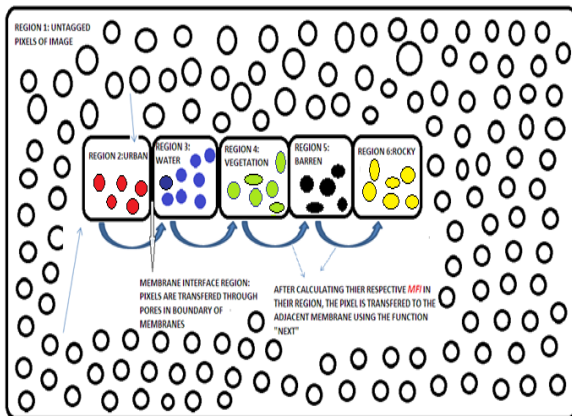 REGION 1: UNTAGGED
PIXELS OF IMAGE
REGION 2:URBAN
REGION 3:
WATER
REGION 4:
VEGETATION
REGION 5:
BARREN
REGION 6:ROCKY
MEMBRANE INTERFACE REGION:
PIXELS ARE TRANSFERED THROUGH
PORES IN BOUNDARY OF
MEMBRANES
AFTER CALCULATING THIER RESPECTIVE MFI IN
THEIR REGION, THE PIXEL IS TRANSFERED TO THE
ADJACENT MEMBRANE USING THE FUNCTION
"NEXT"